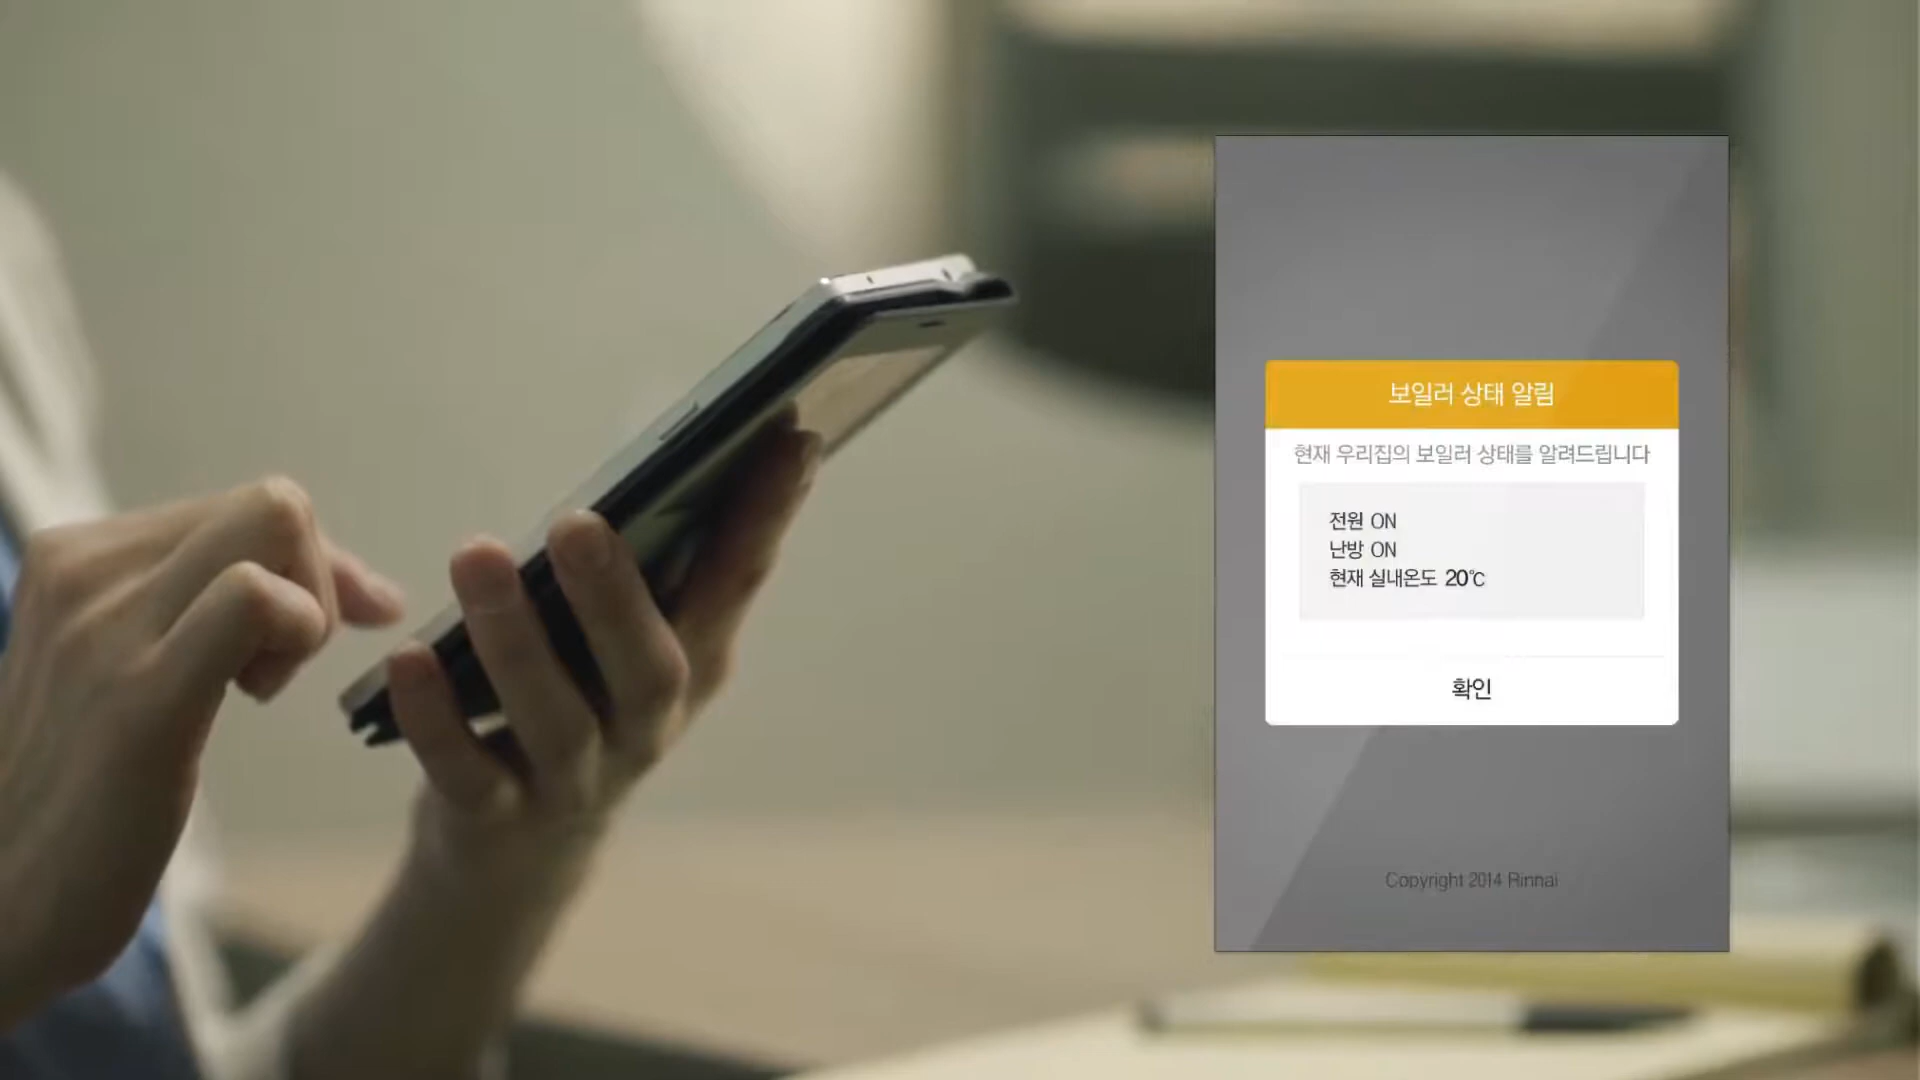 보일러 상태 알림
현재 우리집의 보일러 상태를 알려드립니다
전원 ON
난방 ON
현재 실내온도 20℃
확인
Copyright 2014 Rinnai